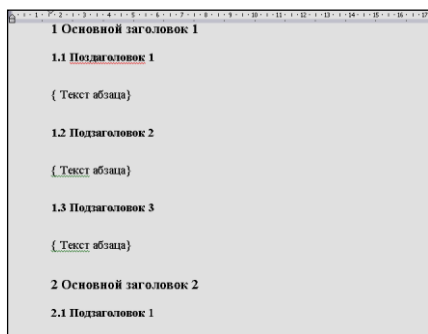 1 Основной заголовок 1
1.1 Поздаголовок 1
{ Текст абзаца}
1.2 Подзаголовок 2
{ Текст абзаца}
1.3 Подзаголовок 3
{ Текст абзаца}
2 Основной заголовок 2
2.1 Подзаголовок 1